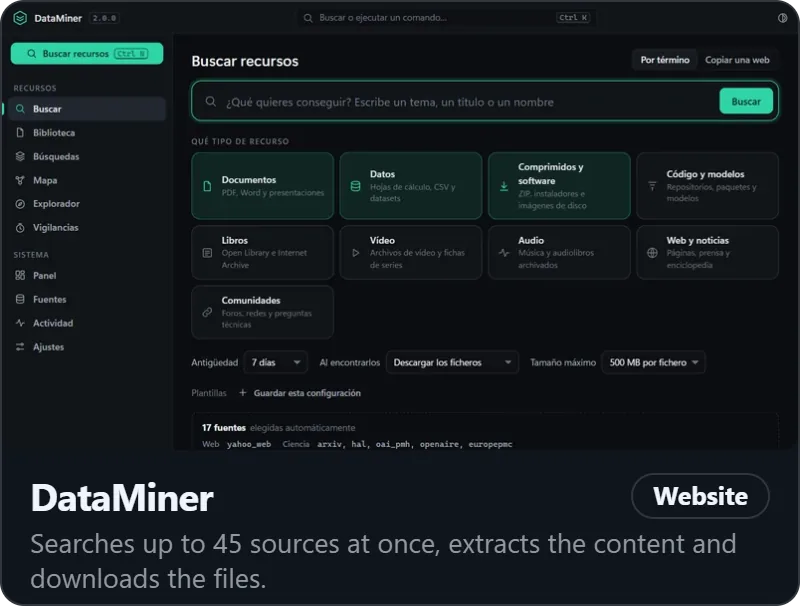 DataMiner 2.0.0
Buscar o ejecutar un comando... Ctrl K
Buscar recursos Ctrl N
RECURSOS
Buscar
Biblioteca
Búsquedas
Mapa
Explorador
Vigilancias
SISTEMA
Panel
Fuentes
Actividad
Ajustes
Buscar recursos
Por término Copiar una web
¿Qué quieres conseguir? Escribe un tema, un título o un nombre Buscar
QUÉ TIPO DE RECURSO
Documentos
PDF, Word y presentaciones
Datos
Hojas de cálculo, CSV y
datasets
Comprimidos y
software
ZIP, instaladores e
imágenes de disco
Código y modelos
Repositorios, paquetes y
modelos
Libros
Open Library e Internet
Archive
Vídeo
Archivos de vídeo y fichas
de series
Audio
Música y audiolibros
archivados
Web y noticias
Páginas, prensa y
enciclopedia
Comunidades
Foros, redes y preguntas
técnicas
Antigüedad 7 días Al encontrarlos Descargar los ficheros Tamaño máximo 500 MB por fichero
Plantillas + Guardar esta configuración
17 fuentes elegidas automáticamente
Web yahoo_web Ciencia arxiv, hal, oai_pmh, openaire, europepmc
DataMiner
Website
Searches up to 45 sources at once, extracts the content and
downloads the files.